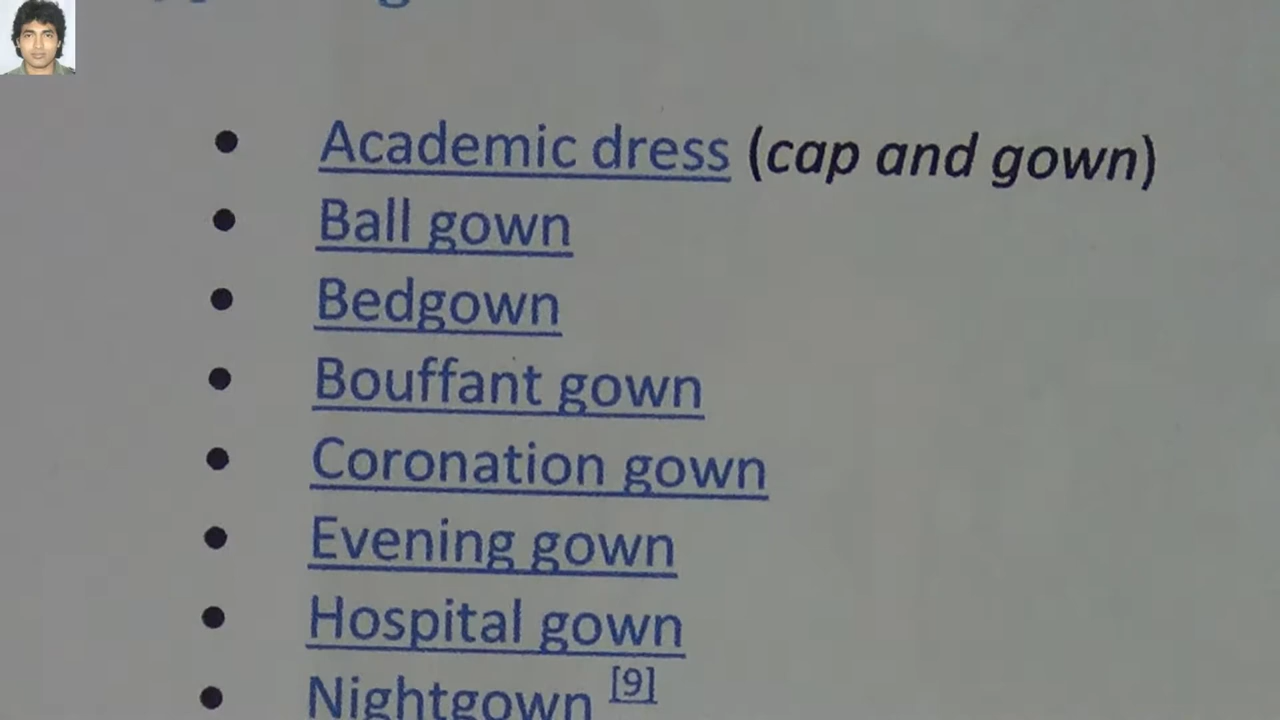 • Academic dress (cap and gown)
• Ball gown
• Bedgown
• Bouffant gown
• Coronation gown
• Evening gown
• Hospital gown
• Nightgown [9]